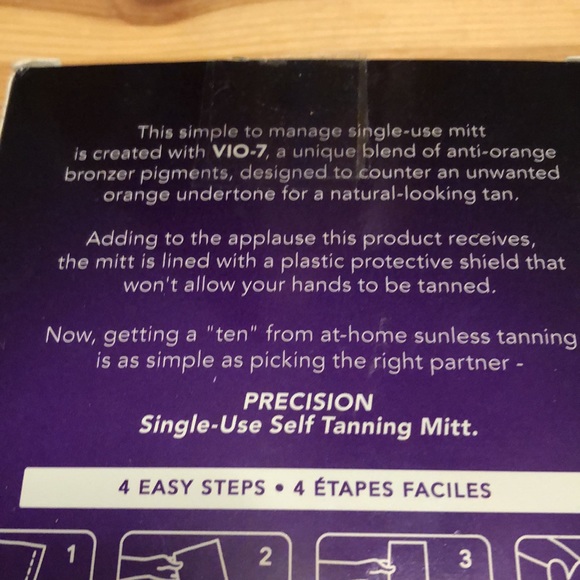 This simple to manage single-use mitt
is created with VIO-7, a unique blend of anti-orange
bronzer pigments, designed to counter an unwanted
orange undertone for a natural-looking tan.
Adding to the applause this product receives,
the mitt is lined with a plastic protective shield that
won't allow your hands to be tanned.
Now, getting a "ten" from at-home sunless tanning
is as simple as picking the right partner -
PRECISION
Single-Use Self Tanning Mitt.
4 EASY STEPS • 4 ÉTAPES FACILES
1 2 3